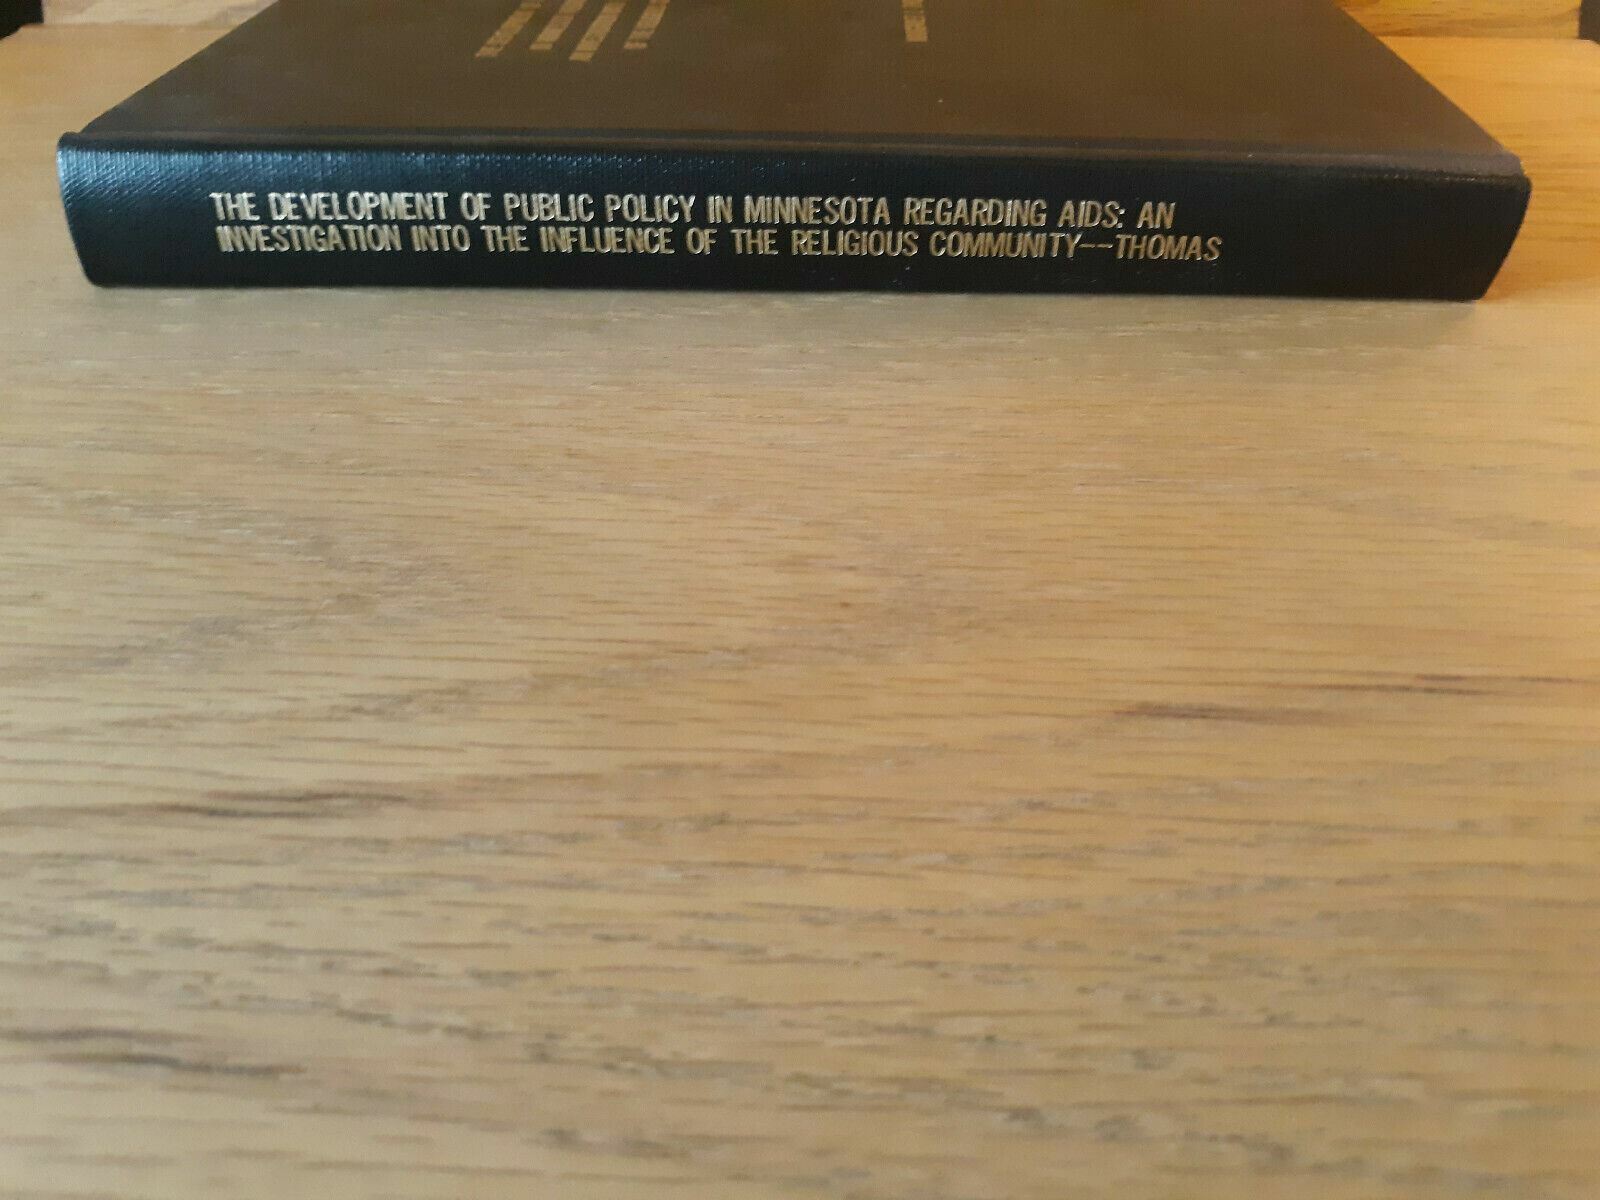 THE DEVELOPMENT OF PUBLIC POLICY IN MINNESOTA REGARDING AIDS: AN
INVESTIGATION INTO THE INFLUENCE OF THE RELIGIOUS COMMUNITY--THOMAS